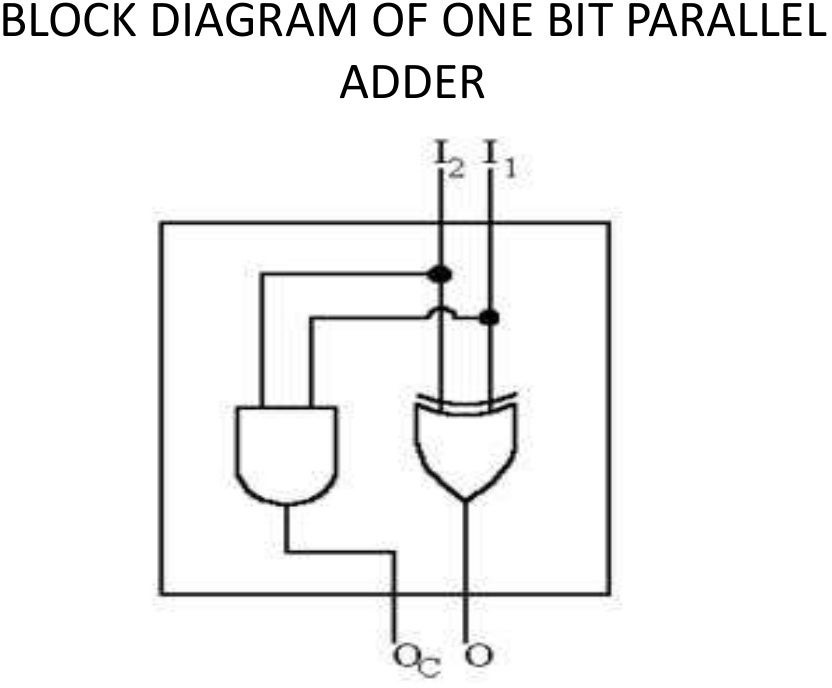 BLOCK DIAGRAM OF ONE BIT PARALLEL
ADDER
I2 I1
OC O